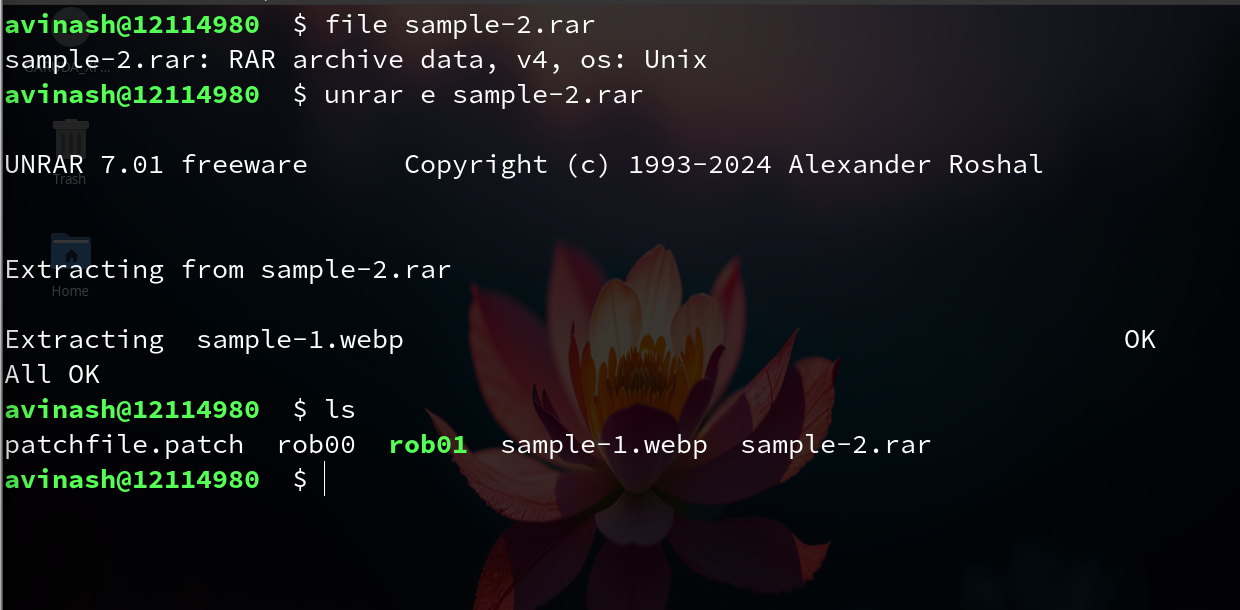 avinash@12114980  $ file sample-2.rar
sample-2.rar: RAR archive data, v4, os: Unix
avinash@12114980  $ unrar e sample-2.rar
UNRAR 7.01 freeware      Copyright (c) 1993-2024 Alexander Roshal
Trash
Extracting from sample-2.rar
Home
Extracting  sample-1.webp                                             OK
All OK
avinash@12114980  $ ls
patchfile.patch  rob00  rob01  sample-1.webp  sample-2.rar
avinash@12114980  $